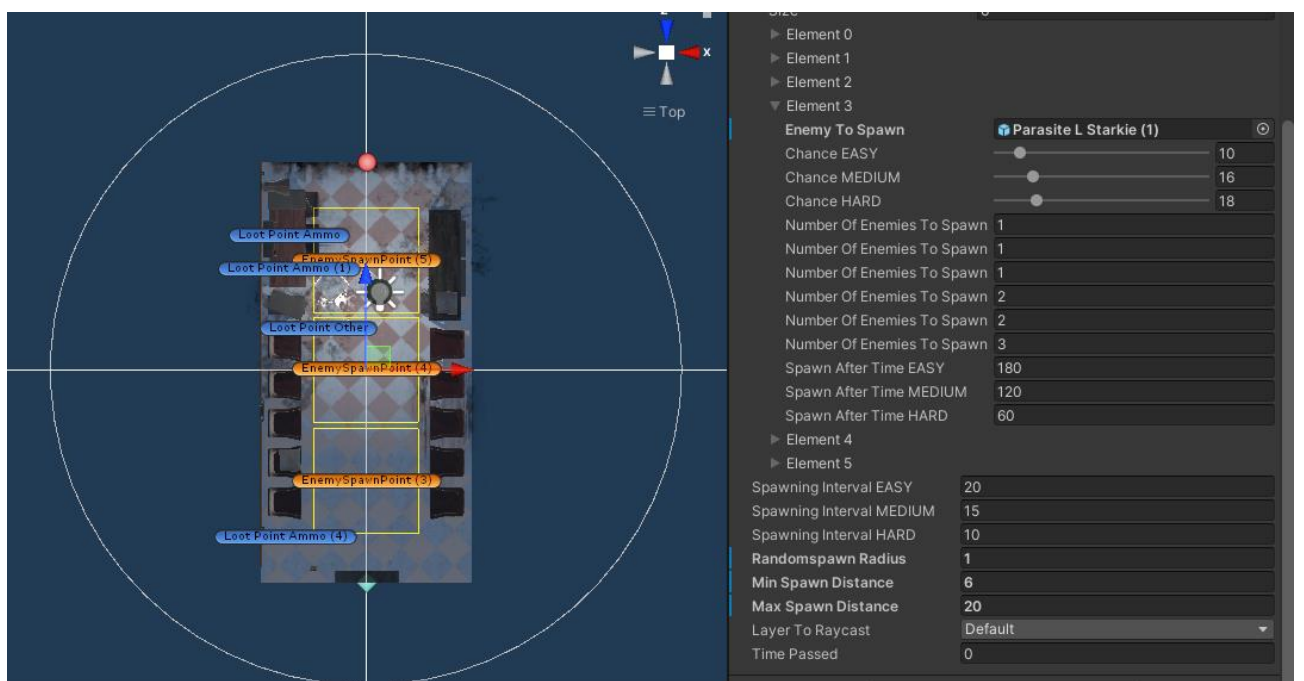 z
x
Top
Loot Point Ammo
EnemySpawnPoint (5)
Loot Point Ammo (1)
Loot Point Other
EnemySpawnPoint (4)
EnemySpawnPoint (3)
Loot Point Ammo (4)
Size
Element 0
Element 1
Element 2
Element 3
Enemy To Spawn Parasite L Starkie (1)
Chance EASY 10
Chance MEDIUM 16
Chance HARD 18
Number Of Enemies To Spawn 1
Number Of Enemies To Spawn 1
Number Of Enemies To Spawn 1
Number Of Enemies To Spawn 2
Number Of Enemies To Spawn 2
Number Of Enemies To Spawn 3
Spawn After Time EASY 180
Spawn After Time MEDIUM 120
Spawn After Time HARD 60
Element 4
Element 5
Spawning Interval EASY 20
Spawning Interval MEDIUM 15
Spawning Interval HARD 10
Randomspawn Radius 1
Min Spawn Distance 6
Max Spawn Distance 20
Layer To Raycast Default
Time Passed 0